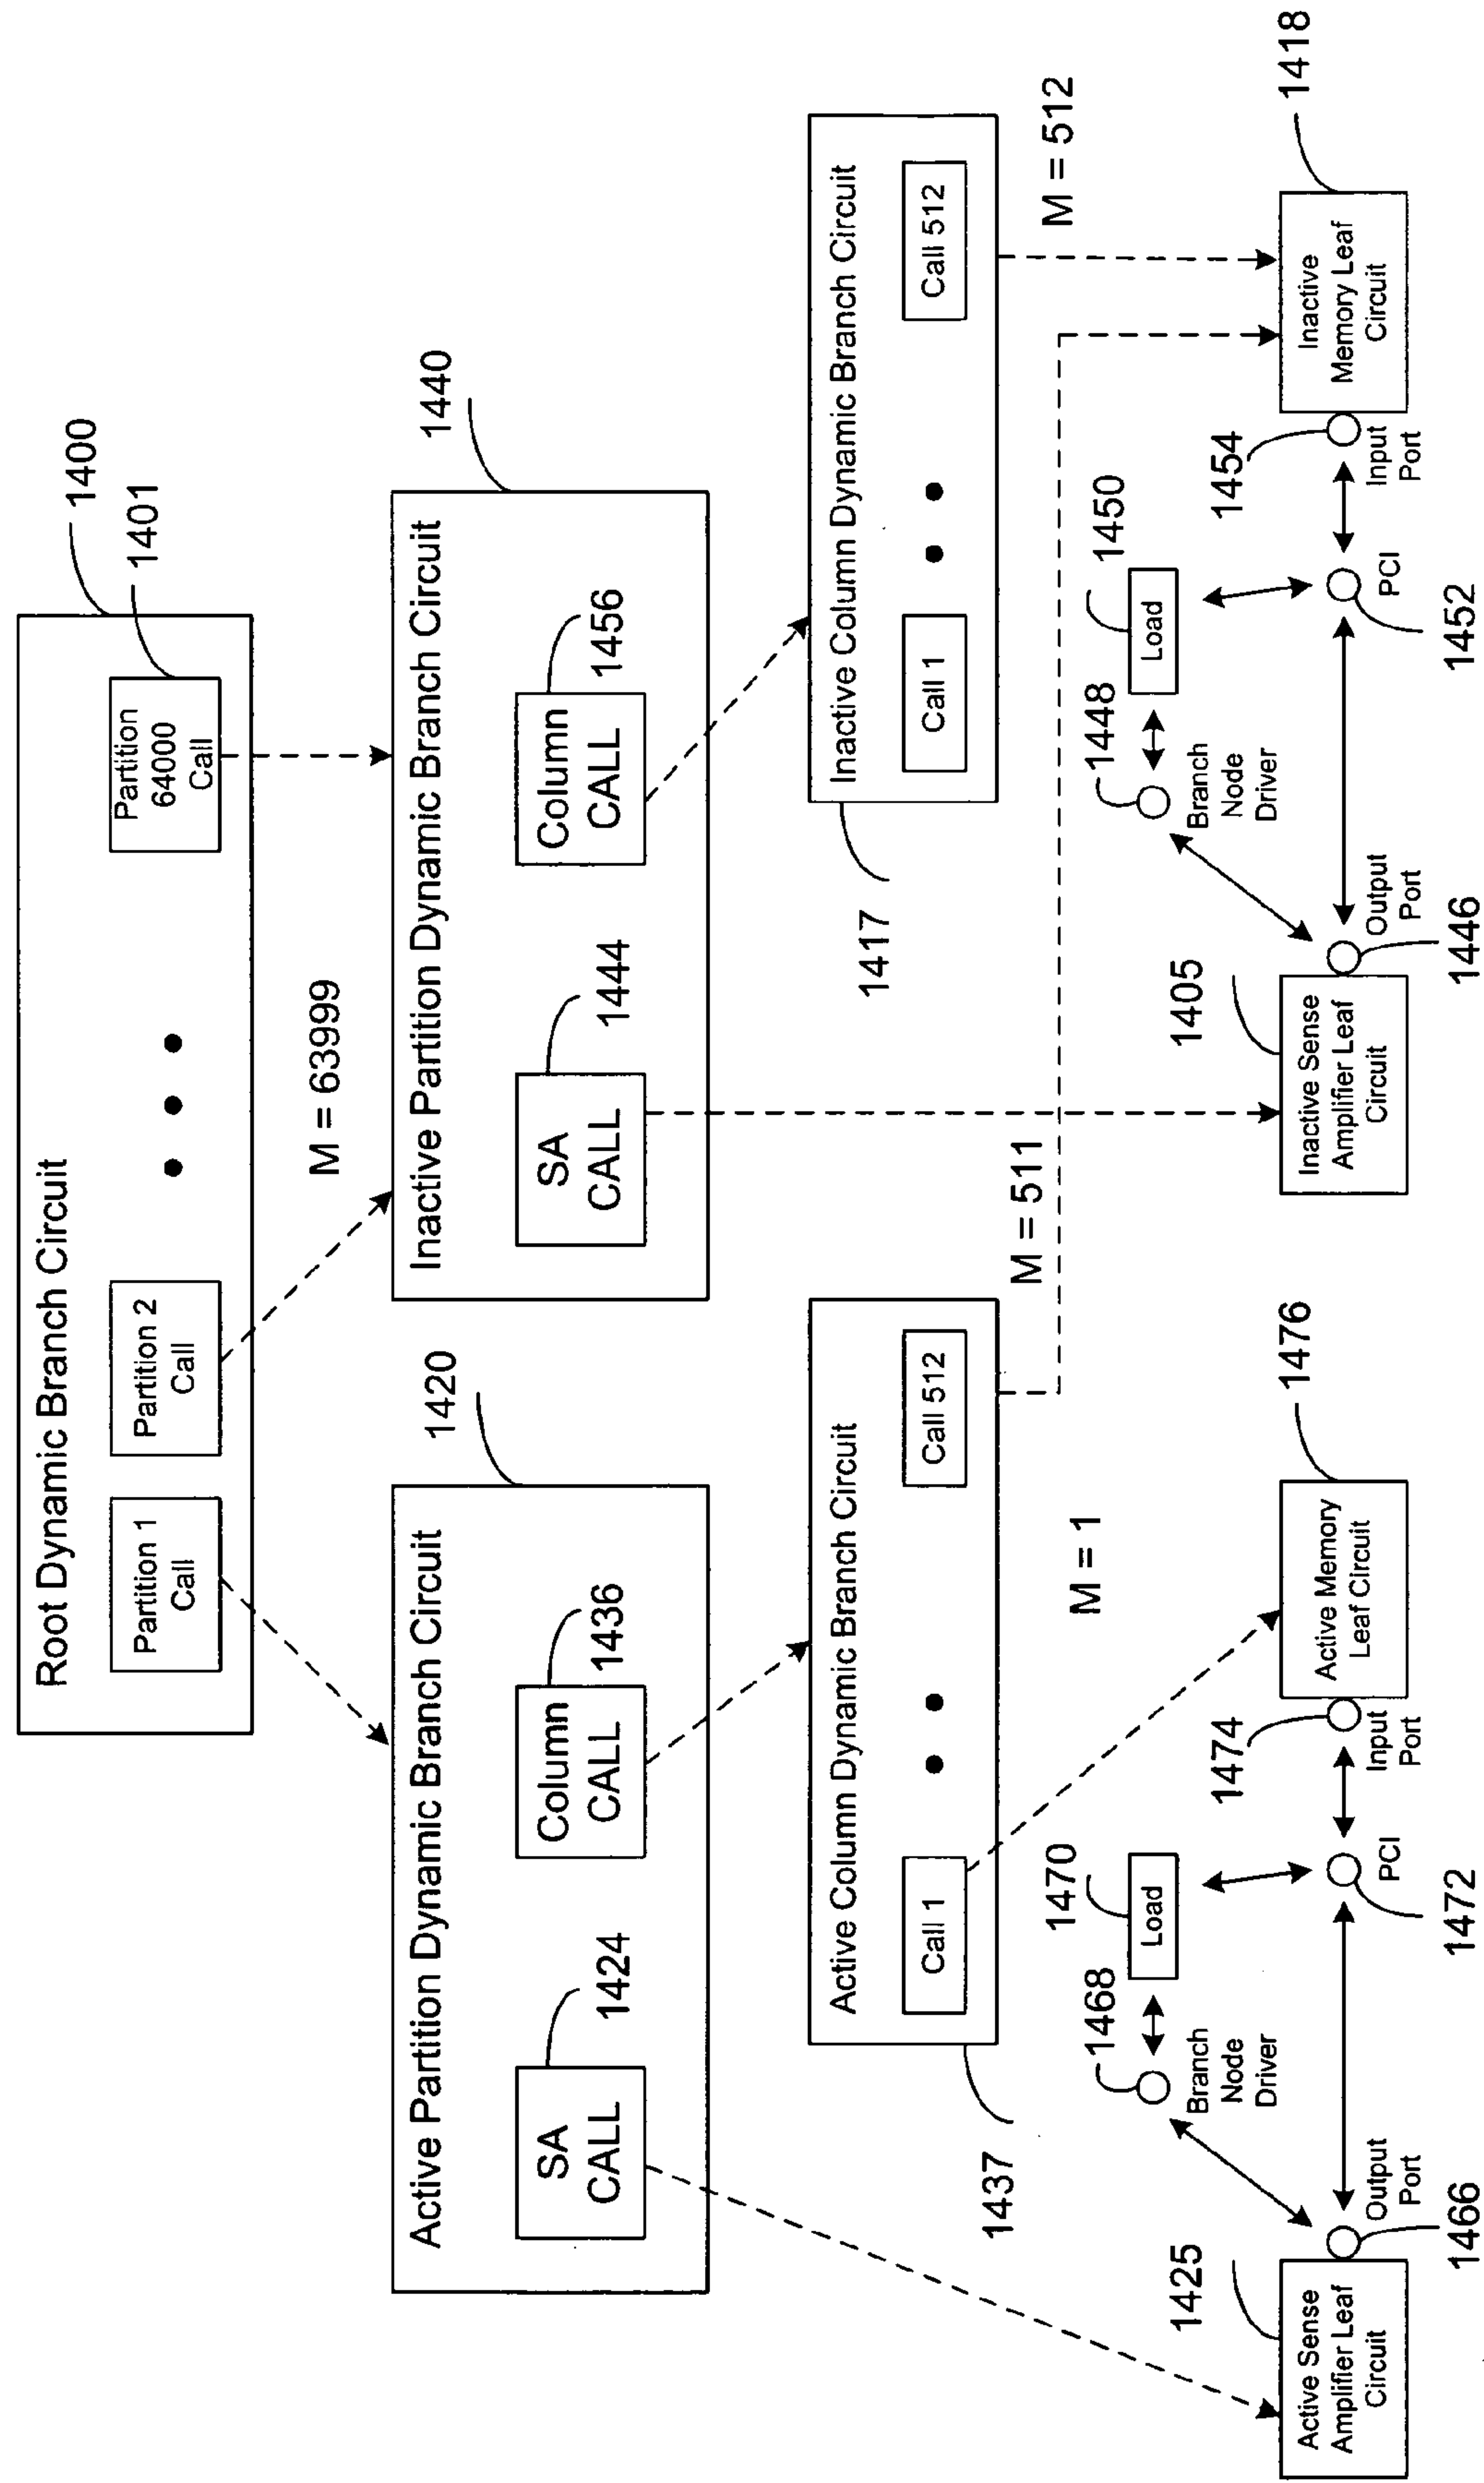 Root Dynamic Branch Circuit
1400
Partition 1
Call
Partition 2
Call
Partition
64000
Call
1401
M = 63999
Active Partition Dynamic Branch Circuit
1420
SA
CALL
1424
Column
CALL
1436
Inactive Partition Dynamic Branch Circuit
1440
SA
CALL
1444
Column
CALL
1456
Active Column Dynamic Branch Circuit
Call 1
Call 512
1437
M = 1
M = 511
Inactive Column Dynamic Branch Circuit
Call 1
Call 512
1417
M = 512
Active Sense
Amplifier Leaf
Circuit
1425
Output
Port
1466
Branch
Node
Driver
1468
Load
1470
PCI
1472
Input
Port
1474
Active Memory
Leaf Circuit
1476
Inactive Sense
Amplifier Leaf
Circuit
1405
Output
Port
1446
Branch
Node
Driver
1448
Load
1450
PCI
1452
Input
Port
1454
Inactive
Memory Leaf
Circuit
1418